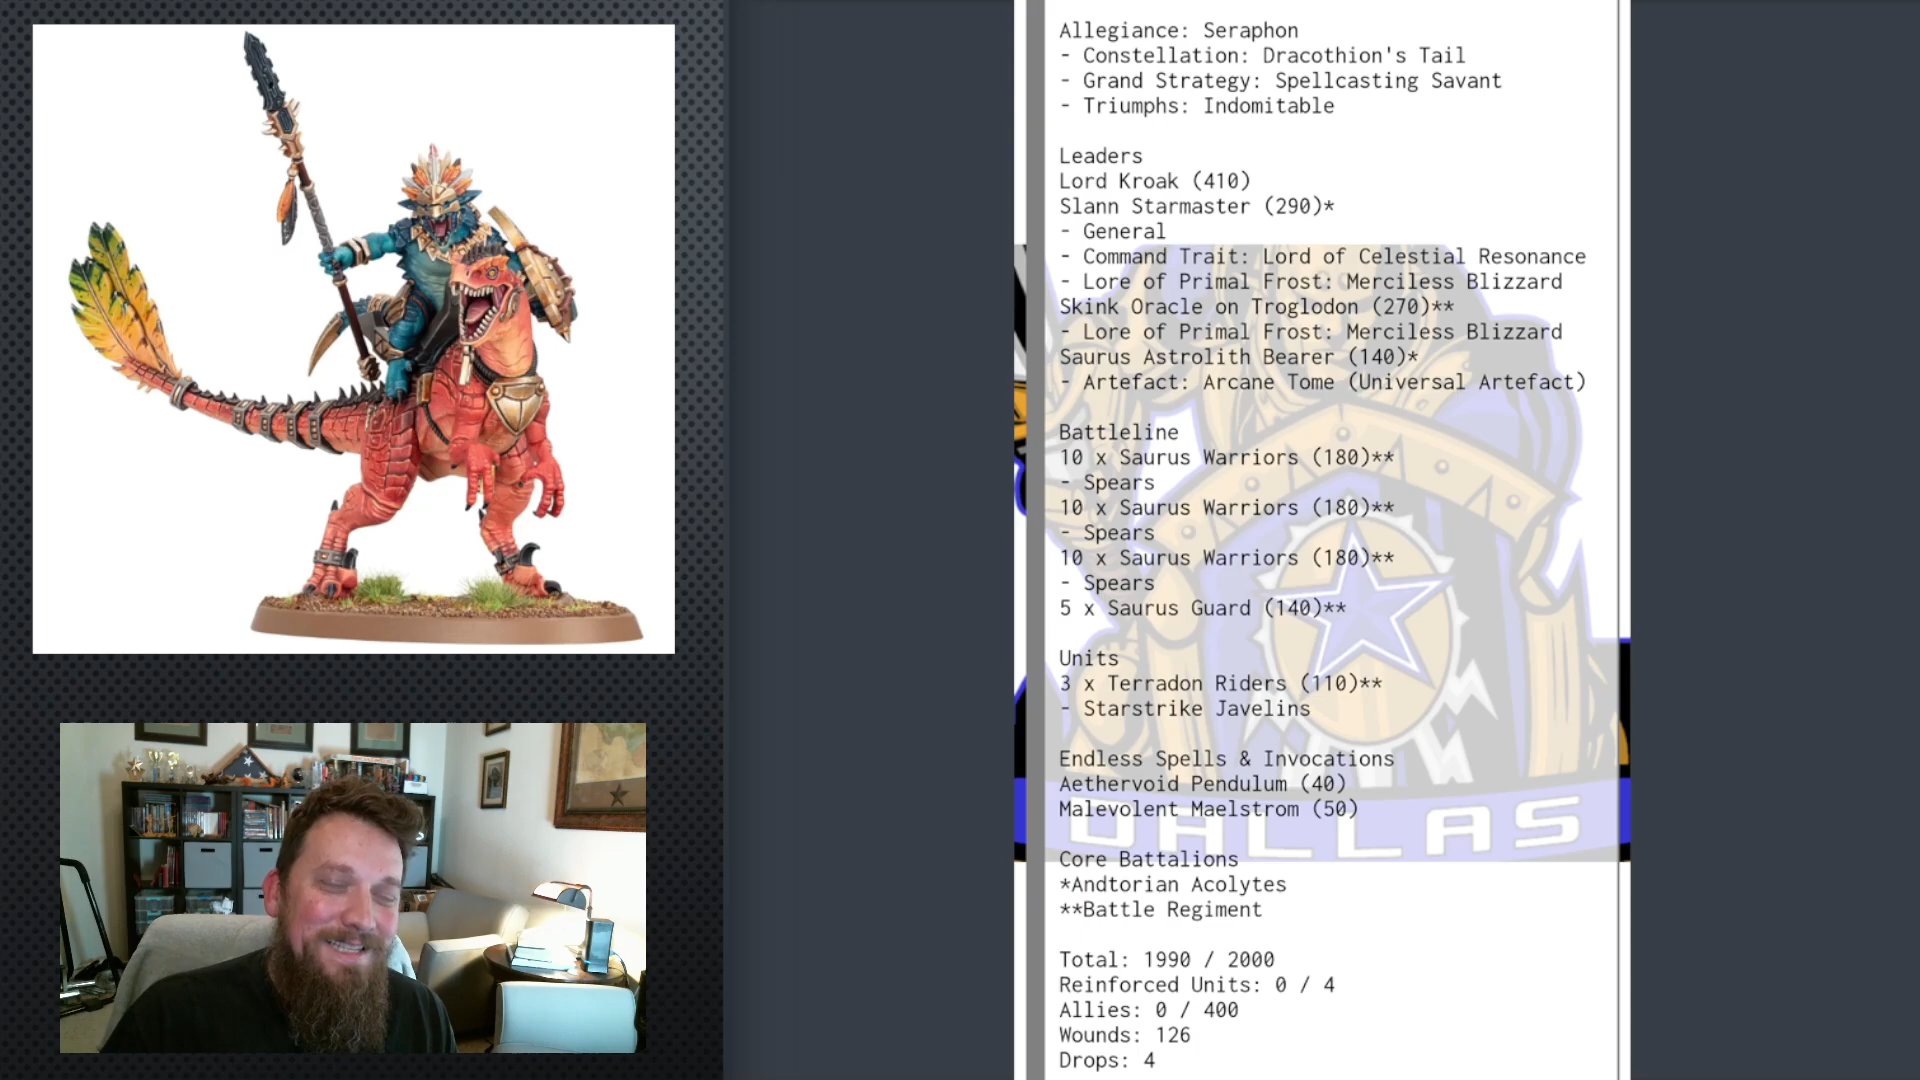 Allegiance: Seraphon
- Constellation: Dracothion's Tail
- Grand Strategy: Spellcasting Savant
- Triumphs: Indomitable
Leaders
Lord Kroak (410)
Slann Starmaster (290)*
- General
- Command Trait: Lord of Celestial Resonance
- Lore of Primal Frost: Merciless Blizzard
Skink Oracle on Troglodon (270)**
- Lore of Primal Frost: Merciless Blizzard
Saurus Astrolith Bearer (140)*
- Artefact: Arcane Tome (Universal Artefact)
Battleline
10 x Saurus Warriors (180)**
- Spears
10 x Saurus Warriors (180)**
- Spears
10 x Saurus Warriors (180)**
- Spears
5 x Saurus Guard (140)**
Units
3 x Terradon Riders (110)**
- Starstrike Javelins
Endless Spells & Invocations
Aethervoid Pendulum (40)
Malevolent Maelstrom (50)
DALLAS
Core Battalions
*Andtorian Acolytes
**Battle Regiment
Total: 1990 / 2000
Reinforced Units: 0 / 4
Allies: 0 / 400
Wounds: 126
Drops: 4